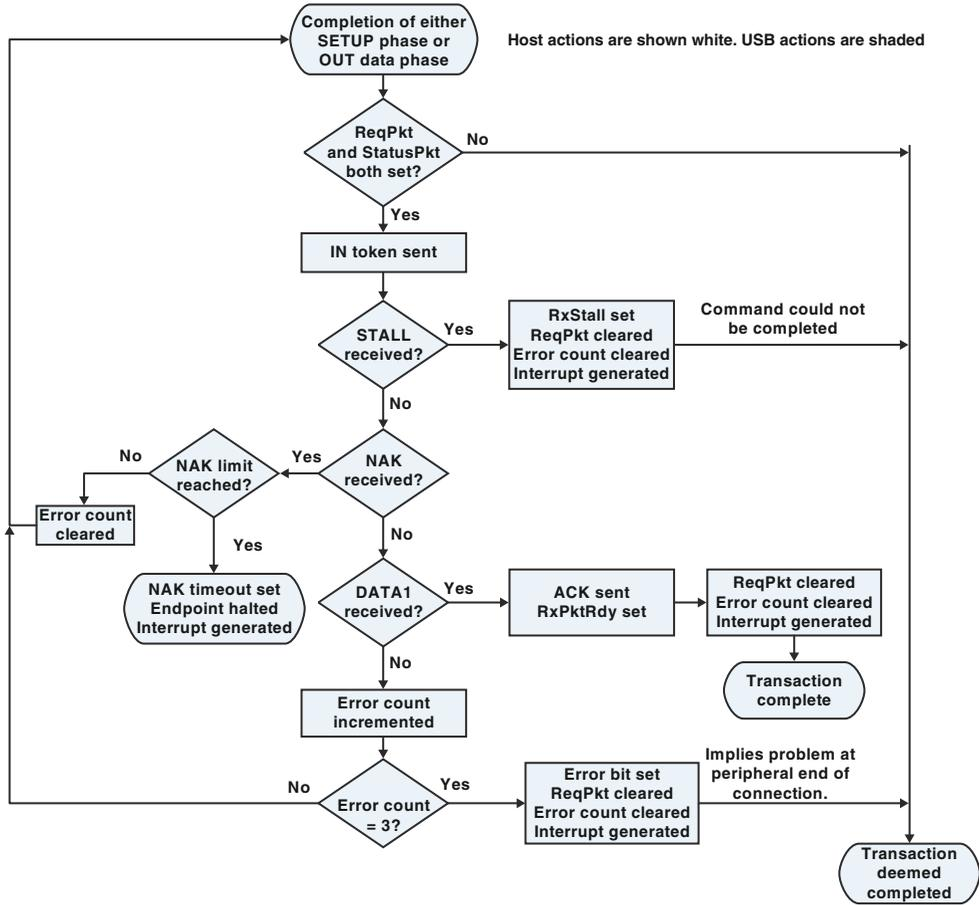 Completion of either
SETUP phase or
OUT data phase
Host actions are shown white. USB actions are shaded
ReqPkt
and StatusPkt
both set?
No
Yes
IN token sent
STALL
received?
Yes
RxStall set
ReqPkt cleared
Error count cleared
Interrupt generated
Command could not
be completed
No
NAK
received?
Yes
NAK limit
reached?
No
Error count
cleared
Yes
NAK timeout set
Endpoint halted
Interrupt generated
No
DATA1
received?
Yes
ACK sent
RxPktRdy set
ReqPkt cleared
Error count cleared
Interrupt generated
Transaction
complete
No
Error count
incremented
Error count
= 3?
No
Yes
Error bit set
ReqPkt cleared
Error count cleared
Interrupt generated
Implies problem at
peripheral end of
connection.
Transaction
deemed
completed